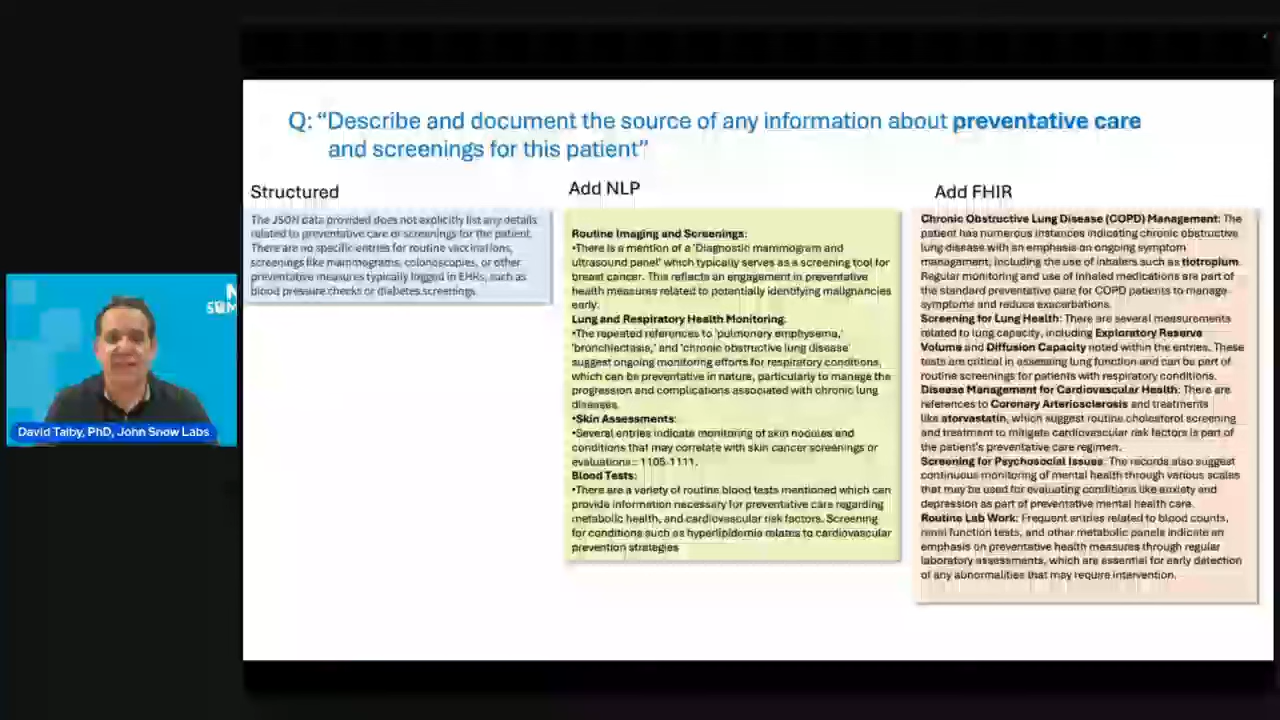 Q: “Describe and document the source of any information about preventative care
and screenings for this patient”
Structured
The JSON data provided does not explicitly list any details
related to preventative care or screenings for the patient.
There are no specific entries for routine vaccinations,
screenings like mammograms, colonoscopies, or other
preventative measures typically logged in EHRs, such as
blood pressure checks or diabetes screenings.
Add NLP
Routine Imaging and Screenings:
•There is a mention of a 'Diagnostic mammogram and
ultrasound panel' which typically serves as a screening tool for
breast cancer. This reflects an engagement in preventative
health measures related to potentially identifying malignancies
early.
Lung and Respiratory Health Monitoring:
•The repeated references to 'pulmonary emphysema,'
'bronchiectasis,' and 'chronic obstructive lung disease'
suggest ongoing monitoring efforts for respiratory conditions,
which can be preventative in nature, particularly to manage the
progression and complications associated with chronic lung
diseases.
•Skin Assessments:
•Several entries indicate monitoring of skin nodules and
conditions that may correlate with skin cancer screenings or
evaluations:: 1105-1111.
Blood Tests:
•There are a variety of routine blood tests mentioned which can
provide information necessary for preventative care regarding
metabolic health, and cardiovascular risk factors. Screening
for conditions such as hyperlipidemia relates to cardiovascular
prevention strategies
Add FHIR
Chronic Obstructive Lung Disease (COPD) Management: The
patient has numerous instances indicating chronic obstructive
lung disease with an emphasis on ongoing symptom
management, including the use of inhalers such as tiotropium.
Regular monitoring and use of inhaled medications are part of
the standard preventative care for COPD patients to manage
symptoms and reduce exacerbations.
Screening for Lung Health: There are several measurements
related to lung capacity, including Exploratory Reserve
Volume and Diffusion Capacity noted within the entries. These
tests are critical in assessing lung function and can be part of
routine screenings for patients with respiratory conditions.
Disease Management for Cardiovascular Health: There are
references to Coronary Arteriosclerosis and treatments
like atorvastatin, which suggest routine cholesterol screening
and treatment to mitigate cardiovascular risk factors is part of
the patient's preventative care regimen.
Screening for Psychosocial Issues: The records also suggest
continuous monitoring of mental health through various scales
that may be used for evaluating conditions like anxiety and
depression as part of preventative mental health care.
Routine Lab Work: Frequent entries related to blood counts,
renal function tests, and other metabolic panels indicate an
emphasis on preventative health measures through regular
laboratory assessments, which are essential for early detection
of any abnormalities that may require intervention.
David Talby, PhD, John Snow Labs